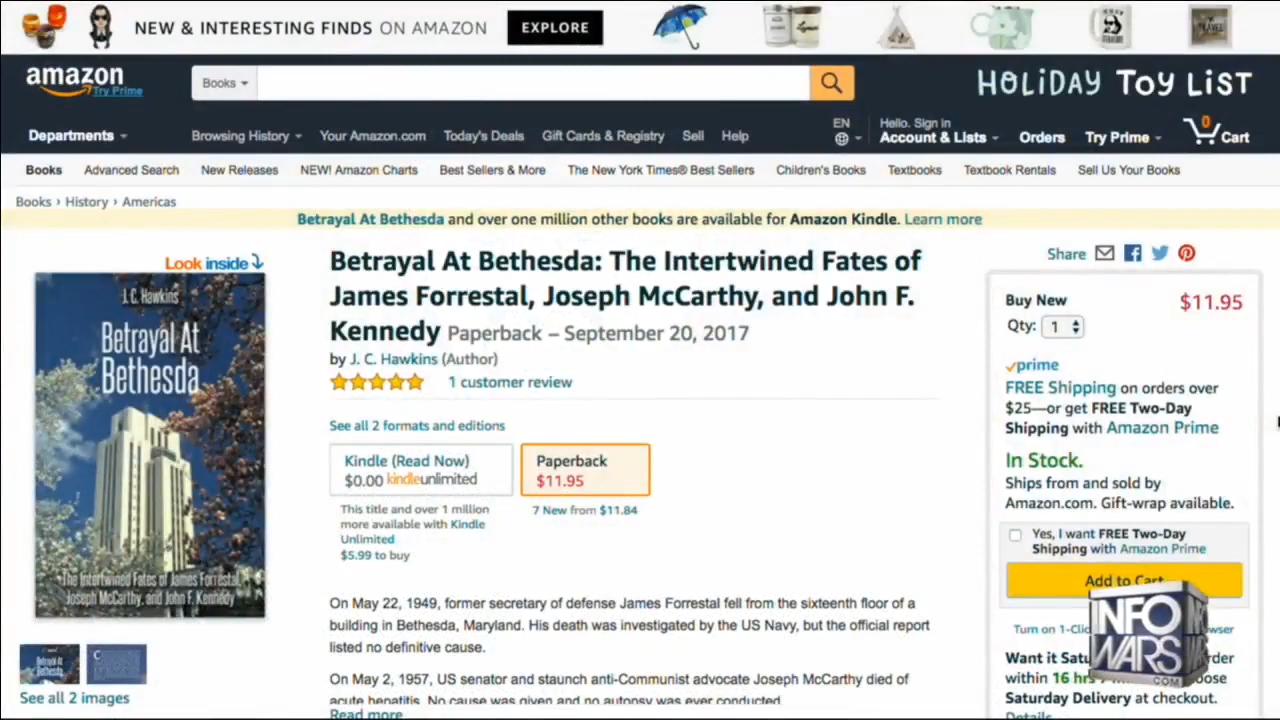 NEW & INTERESTING FINDS ON AMAZON EXPLORE
amazon
Try Prime
Books
HOLiDAY TOY LiST
Departments
Browsing History Your Amazon.com Today's Deals Gift Cards & Registry Sell Help
EN
Hello. Sign in
Account & Lists
Orders
Try Prime
0
Cart
Books Advanced Search New Releases NEW! Amazon Charts Best Sellers & More The New York Times® Best Sellers Children's Books Textbooks Textbook Rentals Sell Us Your Books
Books › History › Americas
Betrayal At Bethesda and over one million other books are available for Amazon Kindle. Learn more
Look inside
J. C. Hawkins
Betrayal At
Bethesda
The Intertwined Fates of James Forrestal,
Joseph McCarthy, and John F. Kennedy
See all 2 images
Betrayal At Bethesda: The Intertwined Fates of
James Forrestal, Joseph McCarthy, and John F.
Kennedy Paperback – September 20, 2017
by J. C. Hawkins (Author)
1 customer review
See all 2 formats and editions
Kindle (Read Now)
$0.00 kindleunlimited
This title and over 1 million
more available with Kindle
Unlimited
$5.99 to buy
Paperback
$11.95
7 New from $11.84
On May 22, 1949, former secretary of defense James Forrestal fell from the sixteenth floor of a
building in Bethesda, Maryland. His death was investigated by the US Navy, but the official report
listed no definitive cause.
On May 2, 1957, US senator and staunch anti-Communist advocate Joseph McCarthy died of
acute hepatitis. No cause was given and no autopsy was ever conducted.
Read more
Share
Buy New $11.95
Qty: 1
prime
FREE Shipping on orders over
$25—or get FREE Two-Day
Shipping with Amazon Prime
In Stock.
Ships from and sold by
Amazon.com. Gift-wrap available.
Yes, I want FREE Two-Day
Shipping with Amazon Prime
Add to Cart
Turn on 1-Clic
Want it Satu
within 16 hrs
Saturday Delivery at checkout.
Details
INFO
WARS
.COM